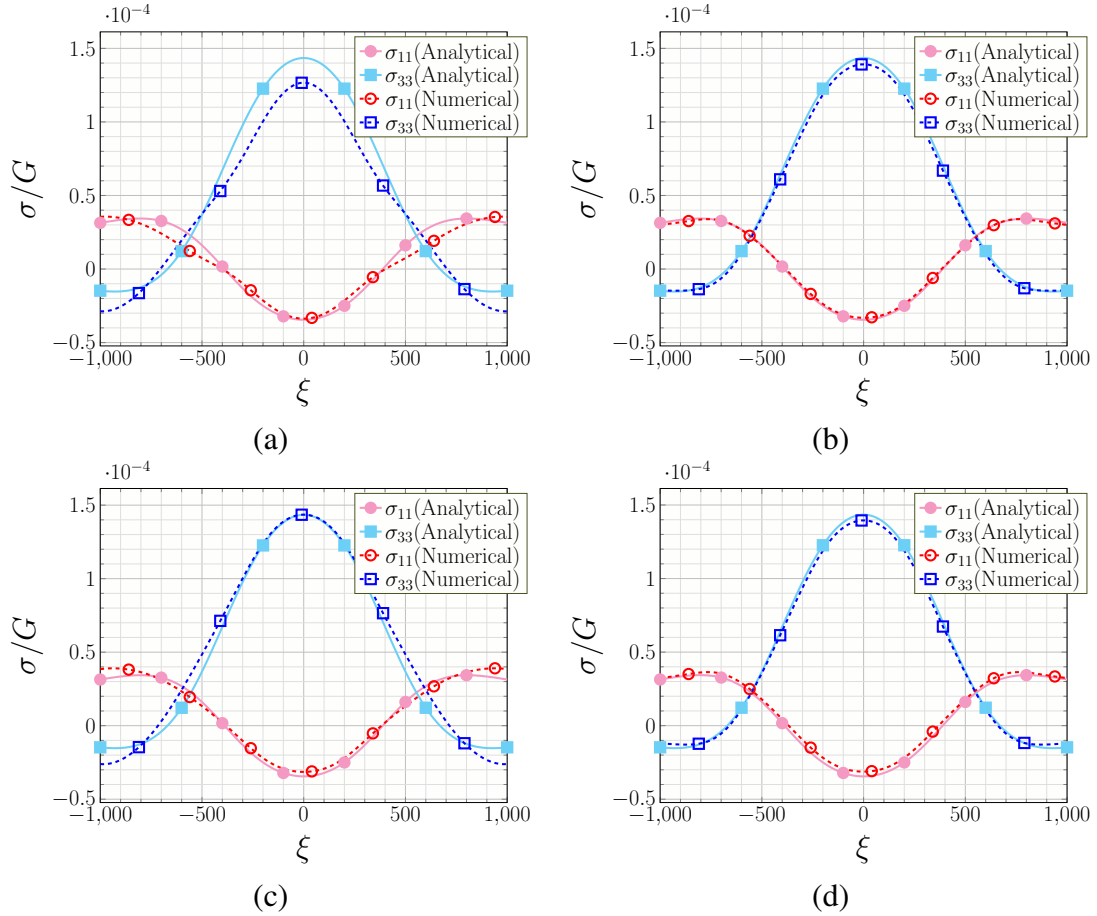 ·10⁻⁴
σ/G
1.5
1
0.5
0
−0.5
−1,000
−500
0
500
1,000
ξ
σ₁₁(Analytical)
σ₃₃(Analytical)
σ₁₁(Numerical)
σ₃₃(Numerical)
(a)
·10⁻⁴
σ/G
1.5
1
0.5
0
−0.5
−1,000
−500
0
500
1,000
ξ
σ₁₁(Analytical)
σ₃₃(Analytical)
σ₁₁(Numerical)
σ₃₃(Numerical)
(b)
·10⁻⁴
σ/G
1.5
1
0.5
0
−0.5
−1,000
−500
0
500
1,000
ξ
σ₁₁(Analytical)
σ₃₃(Analytical)
σ₁₁(Numerical)
σ₃₃(Numerical)
(c)
·10⁻⁴
σ/G
1.5
1
0.5
0
−0.5
−1,000
−500
0
500
1,000
ξ
σ₁₁(Analytical)
σ₃₃(Analytical)
σ₁₁(Numerical)
σ₃₃(Numerical)
(d)